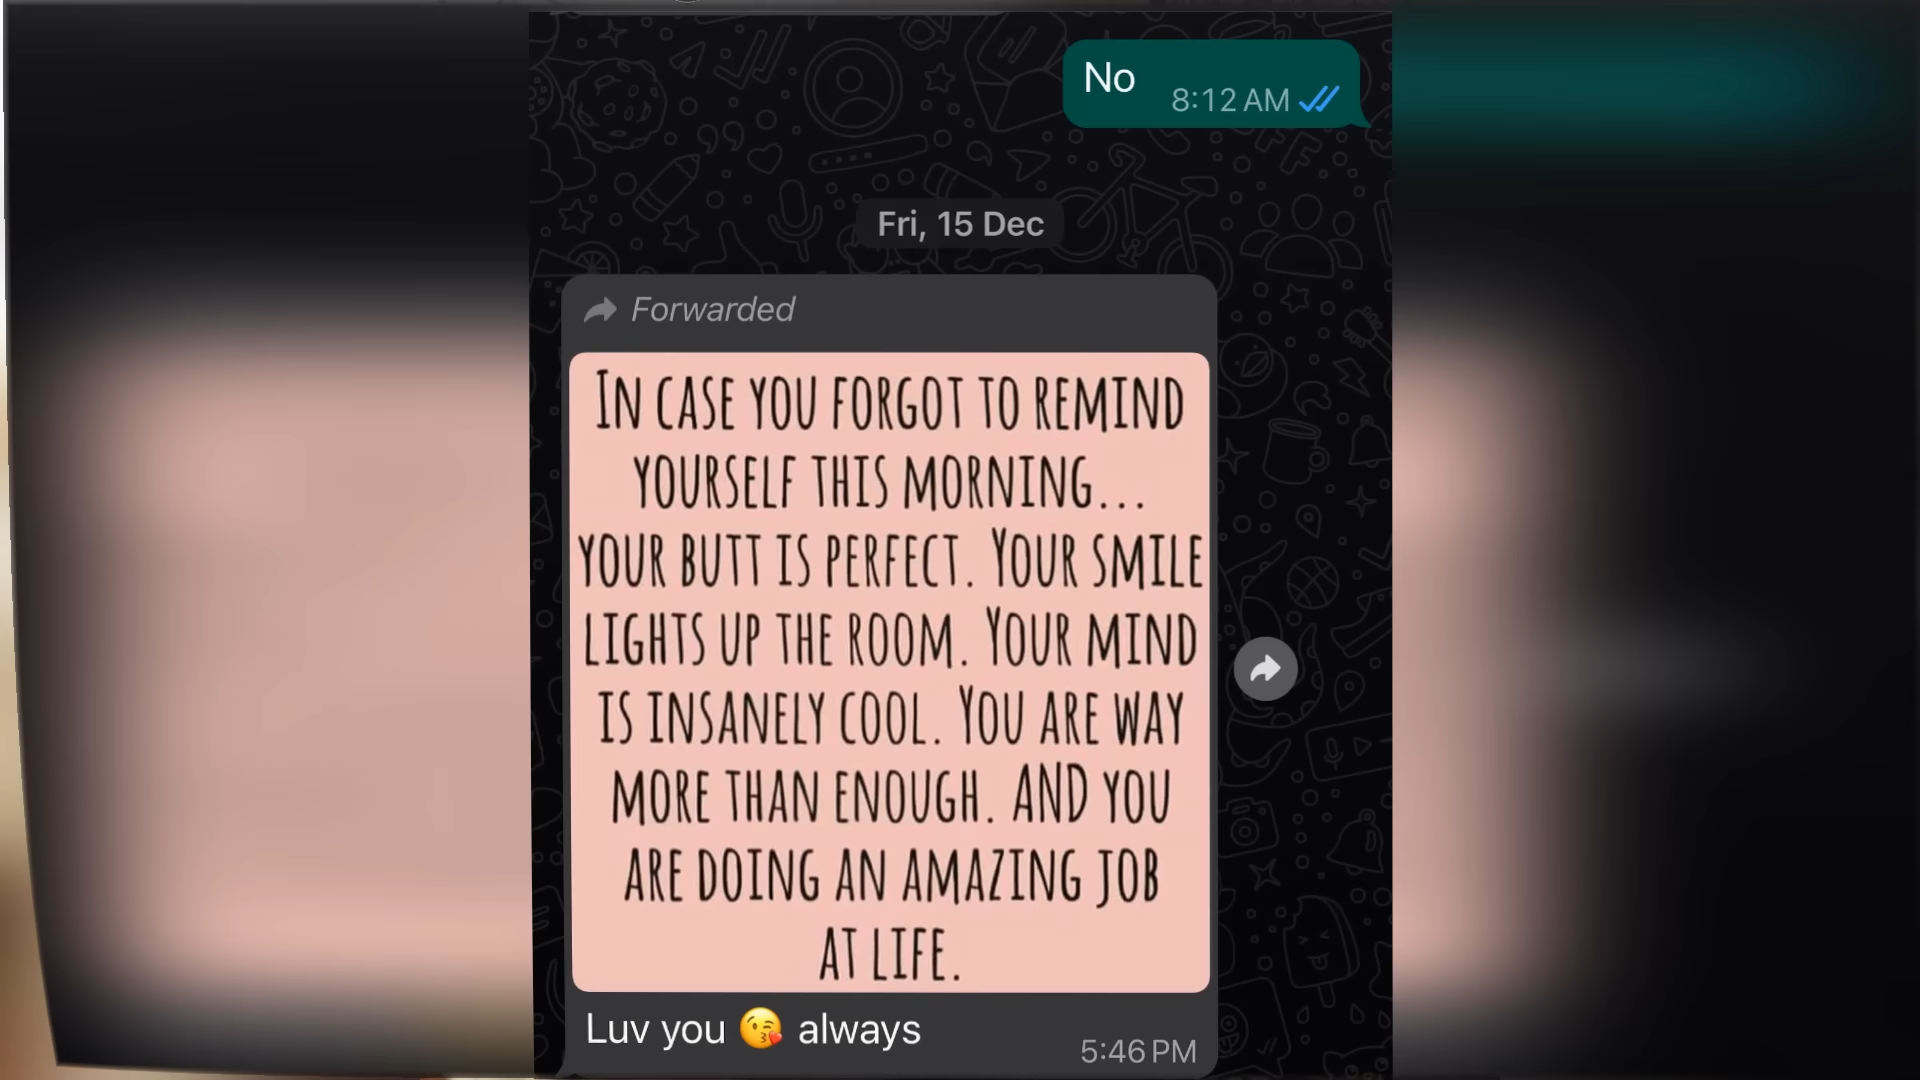 No
8:12 AM
Fri, 15 Dec
Forwarded
IN CASE YOU FORGOT TO REMIND
YOURSELF THIS MORNING...
YOUR BUTT IS PERFECT. YOUR SMILE
LIGHTS UP THE ROOM. YOUR MIND
IS INSANELY COOL. YOU ARE WAY
MORE THAN ENOUGH. AND YOU
ARE DOING AN AMAZING JOB
AT LIFE.
Luv you 😘 always
5:46 PM